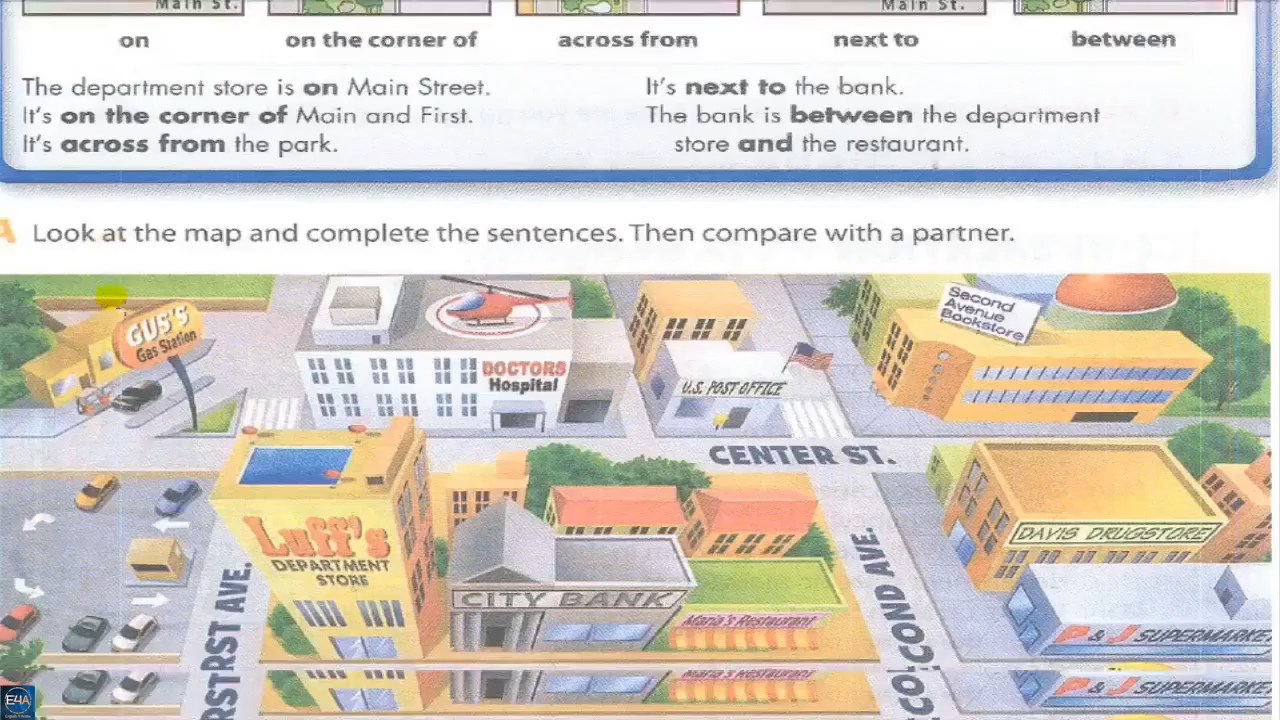 Main St.
Main St.
on
on the corner of
across from
next to
between
The department store is on Main Street.
It's on the corner of Main and First.
It's across from the park.
It's next to the bank.
The bank is between the department
store and the restaurant.
A Look at the map and complete the sentences. Then compare with a partner.
GUS'S
Gas Station
DOCTORS
Hospital
U.S. POST OFFICE
Second
Avenue
Bookstore
CENTER ST.
Luff's
DEPARTMENT
STORE
CITY BANK
Maria's Restaurant
DAVIS DRUGSTORE
P & J SUPERMARKET
Maria's Restaurant
P & J SUPERMARKET
E4A